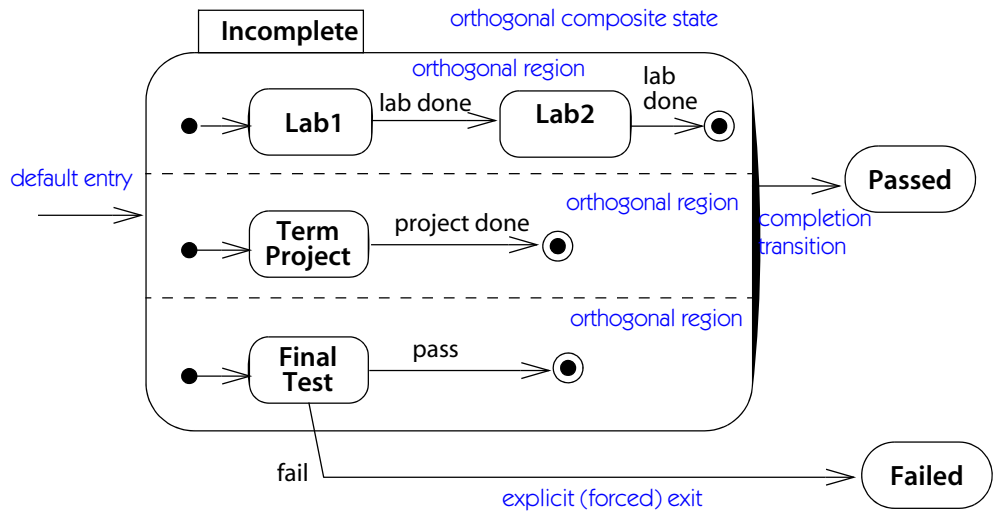 orthogonal composite state
Incomplete
orthogonal region
lab
done
lab done
Lab1
Lab2
default entry
Passed
orthogonal region
completion
transition
Term
Project
project done
orthogonal region
Final
Test
pass
fail
Failed
explicit (forced) exit